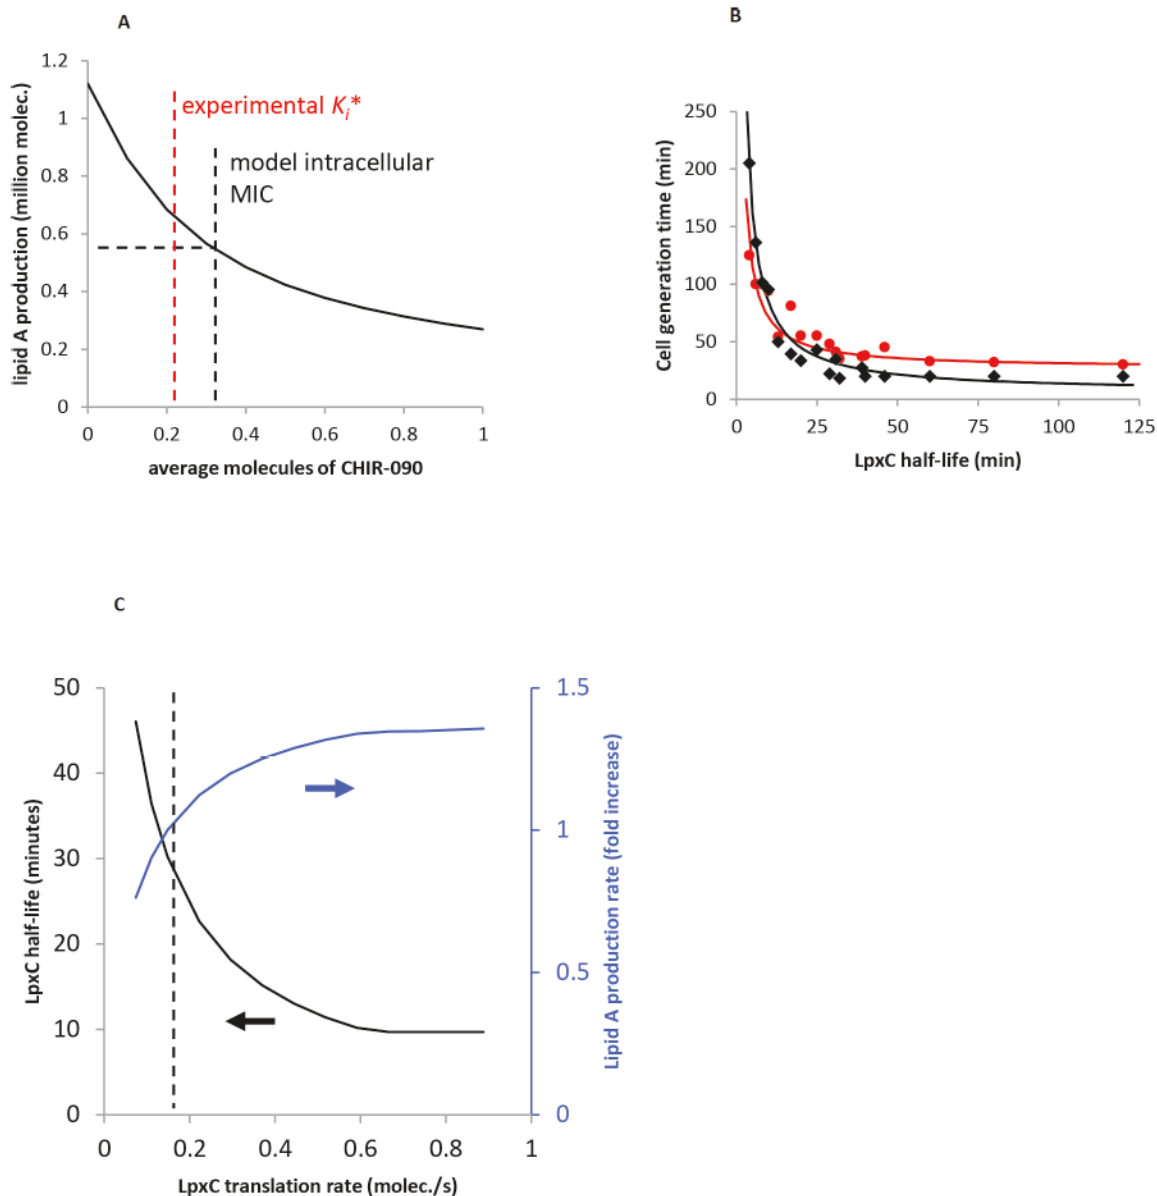 A
lipid A production (million molec.)
1.2
1
0.8
0.6
0.4
0.2
0
experimental Ki*
model intracellular
MIC
0 0.2 0.4 0.6 0.8 1
average molecules of CHIR-090
B
Cell generation time (min)
250
200
150
100
50
0
0 25 50 75 100 125
LpxC half-life (min)
C
LpxC half-life (minutes)
50
40
30
20
10
0
1.5
1
0.5
0
Lipid A production rate (fold increase)
0 0.2 0.4 0.6 0.8 1
LpxC translation rate (molec./s)